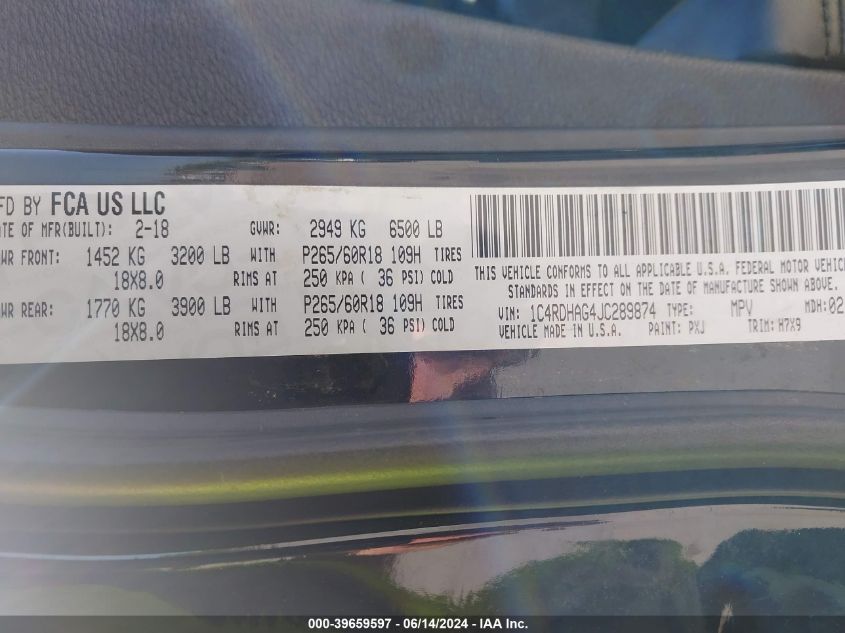 FD BY FCA US LLC
ATE OF MFR(BUILT): 2-18 GVWR: 2949 KG 6500 LB
WR FRONT: 1452 KG 3200 LB WITH P265/60R18 109H TIRES
18X8.0 RIMS AT 250 KPA ( 36 PSI) COLD
WR REAR: 1770 KG 3900 LB WITH P265/60R18 109H TIRES
18X8.0 RIMS AT 250 KPA ( 36 PSI) COLD
THIS VEHICLE CONFORMS TO ALL APPLICABLE U.S.A. FEDERAL MOTOR VEHIC
STANDARDS IN EFFECT ON THE DATE OF MANUFACTURE SHOWN ABOVE.
VIN: 1C4RDHAG4JC289874 TYPE: MPV MDH:02
VEHICLE MADE IN U.S.A. PAINT: PXJ TRIM: H7X9
000-39659597 - 06/14/2024 - IAA Inc.